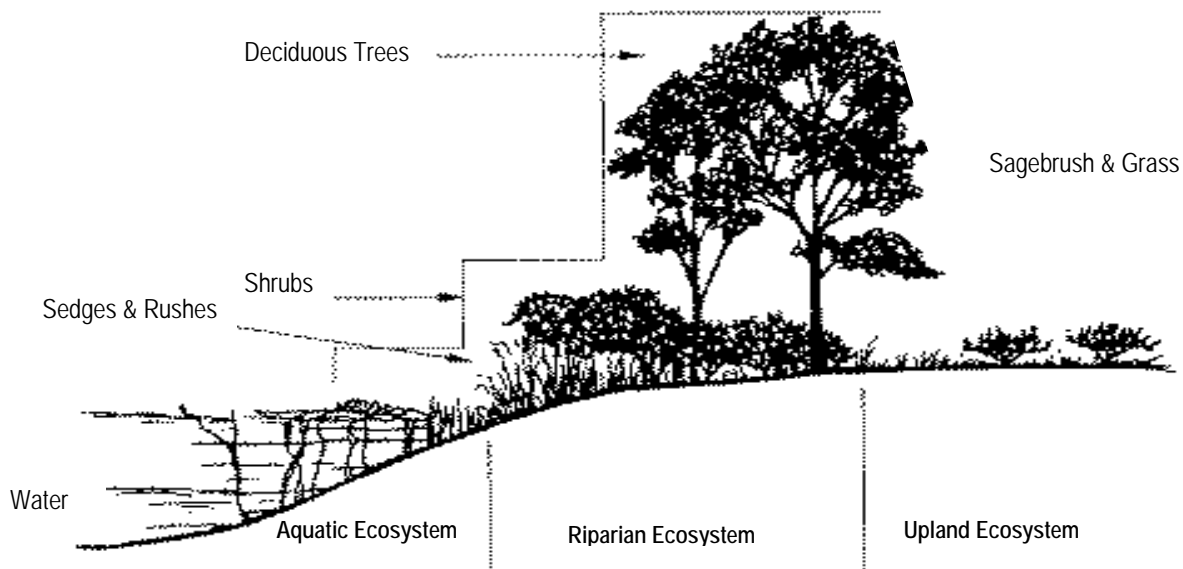 Deciduous Trees
Sagebrush & Grass
Shrubs
Sedges & Rushes
Water
Aquatic Ecosystem
Riparian Ecosystem
Upland Ecosystem